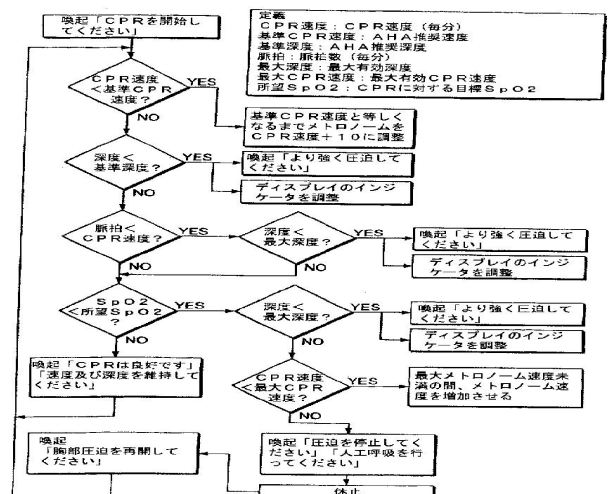 喚起「CPRを開始し
てください」
定義
CPR速度：CPR速度（毎分）
基準CPR速度：AHA推奨速度
基準深度：AHA推奨深度
脈拍：脈拍数（毎分）
最大深度：最大有効深度
最大CPR速度：最大有効CPR速度
所望SpO2：CPRに対する目標SpO2
CPR速度
<基準CPR
速度？
YES
NO
基準CPR速度と等しく
なるまでメトロノームを
CPR速度+10に調整
深度<
基準深度？
YES
NO
喚起「より強く圧迫して
ください」
ディスプレイのインジ
ケータを調整
脈拍<
CPR速度？
YES
NO
深度<
最大深度？
YES
NO
喚起「より強く圧迫して
ください」
ディスプレイのインジ
ケータを調整
SpO2
<所望SpO2
？
YES
NO
深度<
最大深度？
YES
NO
喚起「より強く圧迫して
ください」
ディスプレイのインジ
ケータを調整
喚起「CPRは良好です」
「速度及び深度を維持して
ください」
CPR速度
<最大CPR
速度？
YES
NO
最大メトロノーム速度未
満の間、メトロノーム速
度を増加させる
喚起
「胸部圧迫を再開して
ください」
喚起「圧迫を停止してく
ださい」「人工呼吸を行
ってください」
休止